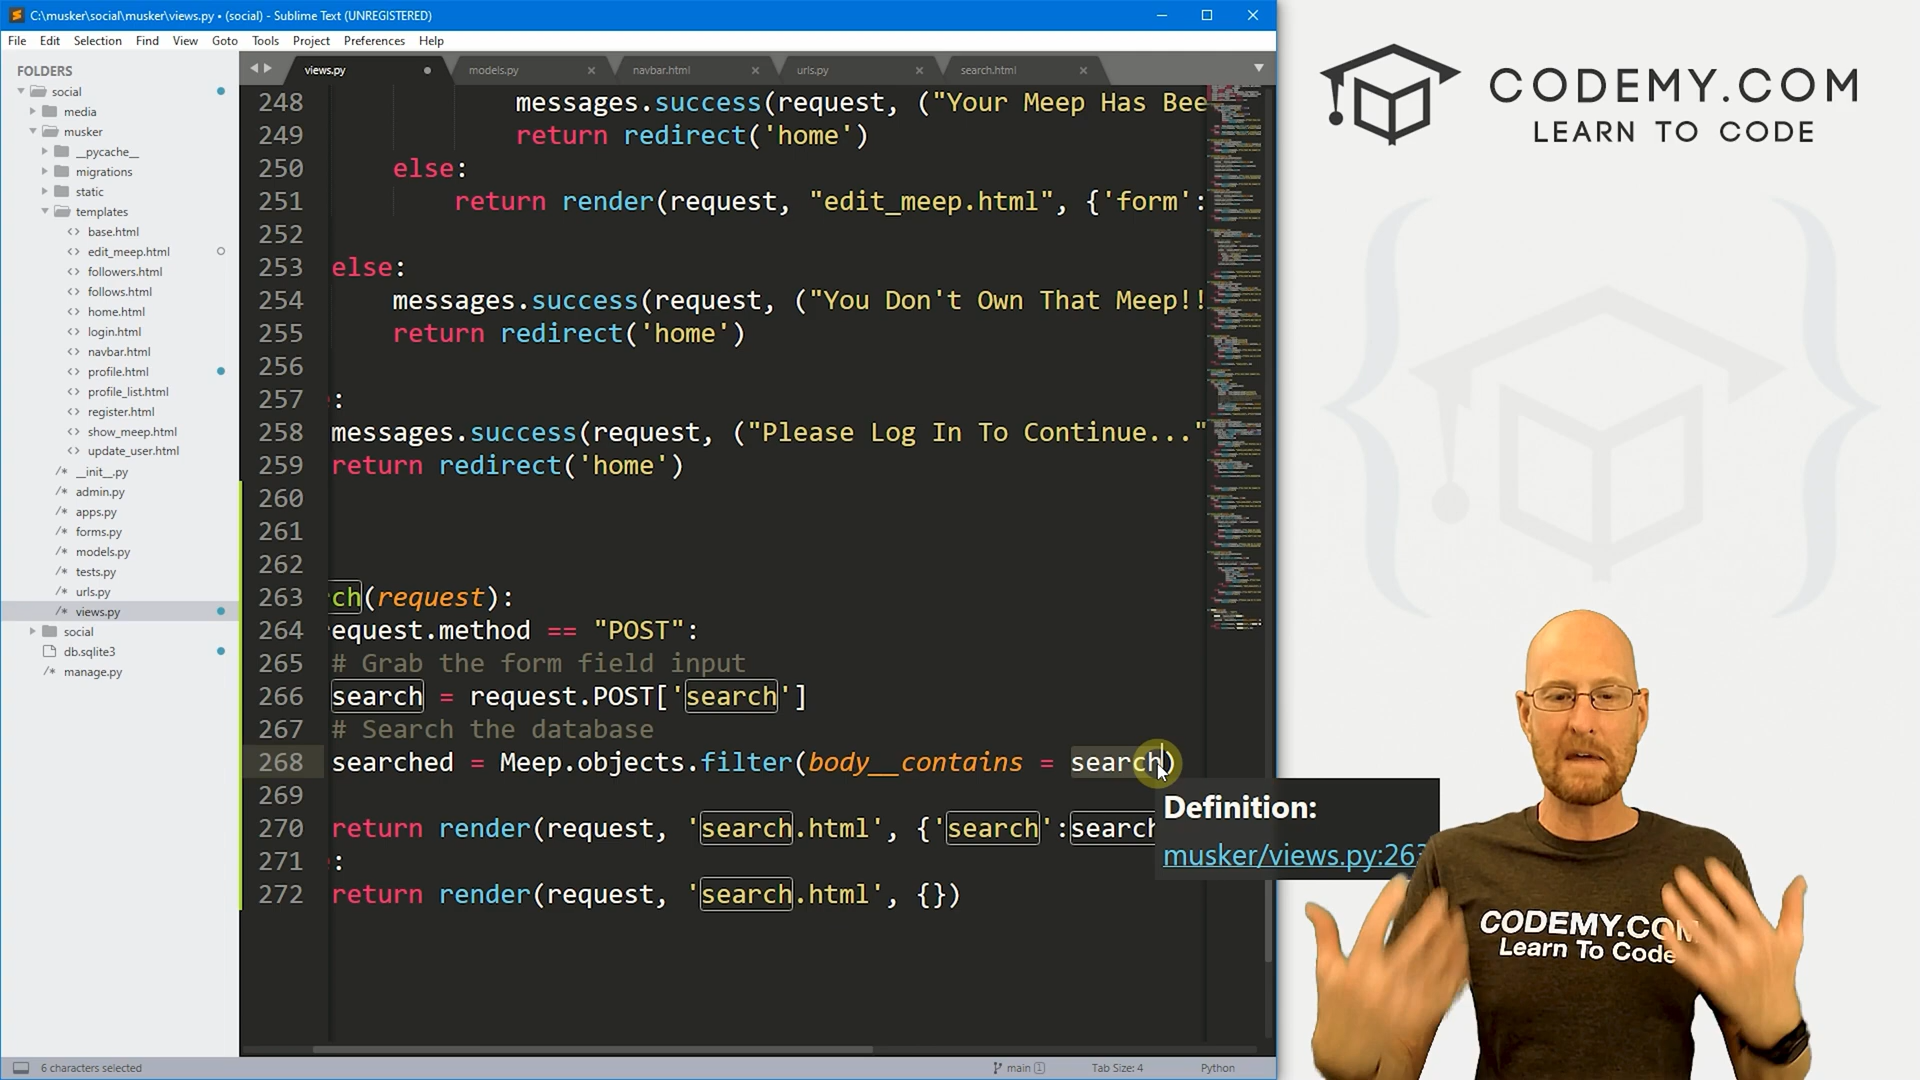 C:\musker\social\musker\views.py • (social) - Sublime Text (UNREGISTERED)
File Edit Selection Find View Goto Tools Project Preferences Help
FOLDERS
social
media
musker
__pycache__
migrations
static
templates
base.html
edit_meep.html
followers.html
follows.html
home.html
login.html
navbar.html
profile.html
profile_list.html
register.html
show_meep.html
update_user.html
__init__.py
admin.py
apps.py
forms.py
models.py
tests.py
urls.py
views.py
social
db.sqlite3
manage.py
views.py models.py navbar.html urls.py search.html
248 messages.success(request, ("Your Meep Has Bee
249 return redirect('home')
250 else:
251 return render(request, "edit_meep.html", {'form':
252
253 else:
254 messages.success(request, ("You Don't Own That Meep!!
255 return redirect('home')
256
257 :
258 messages.success(request, ("Please Log In To Continue..."
259 return redirect('home')
260
261
262
263 ch(request):
264 request.method == "POST":
265 # Grab the form field input
266 search = request.POST['search']
267 # Search the database
268 searched = Meep.objects.filter(body__contains = search)
269
270 return render(request, 'search.html', {'search':search
271 :
272 return render(request, 'search.html', {})
Definition:
musker/views.py:263
6 characters selected
main 1
Tab Size: 4
Python
CODEMY.COM
LEARN TO CODE
CODEMY.COM
Learn To Code